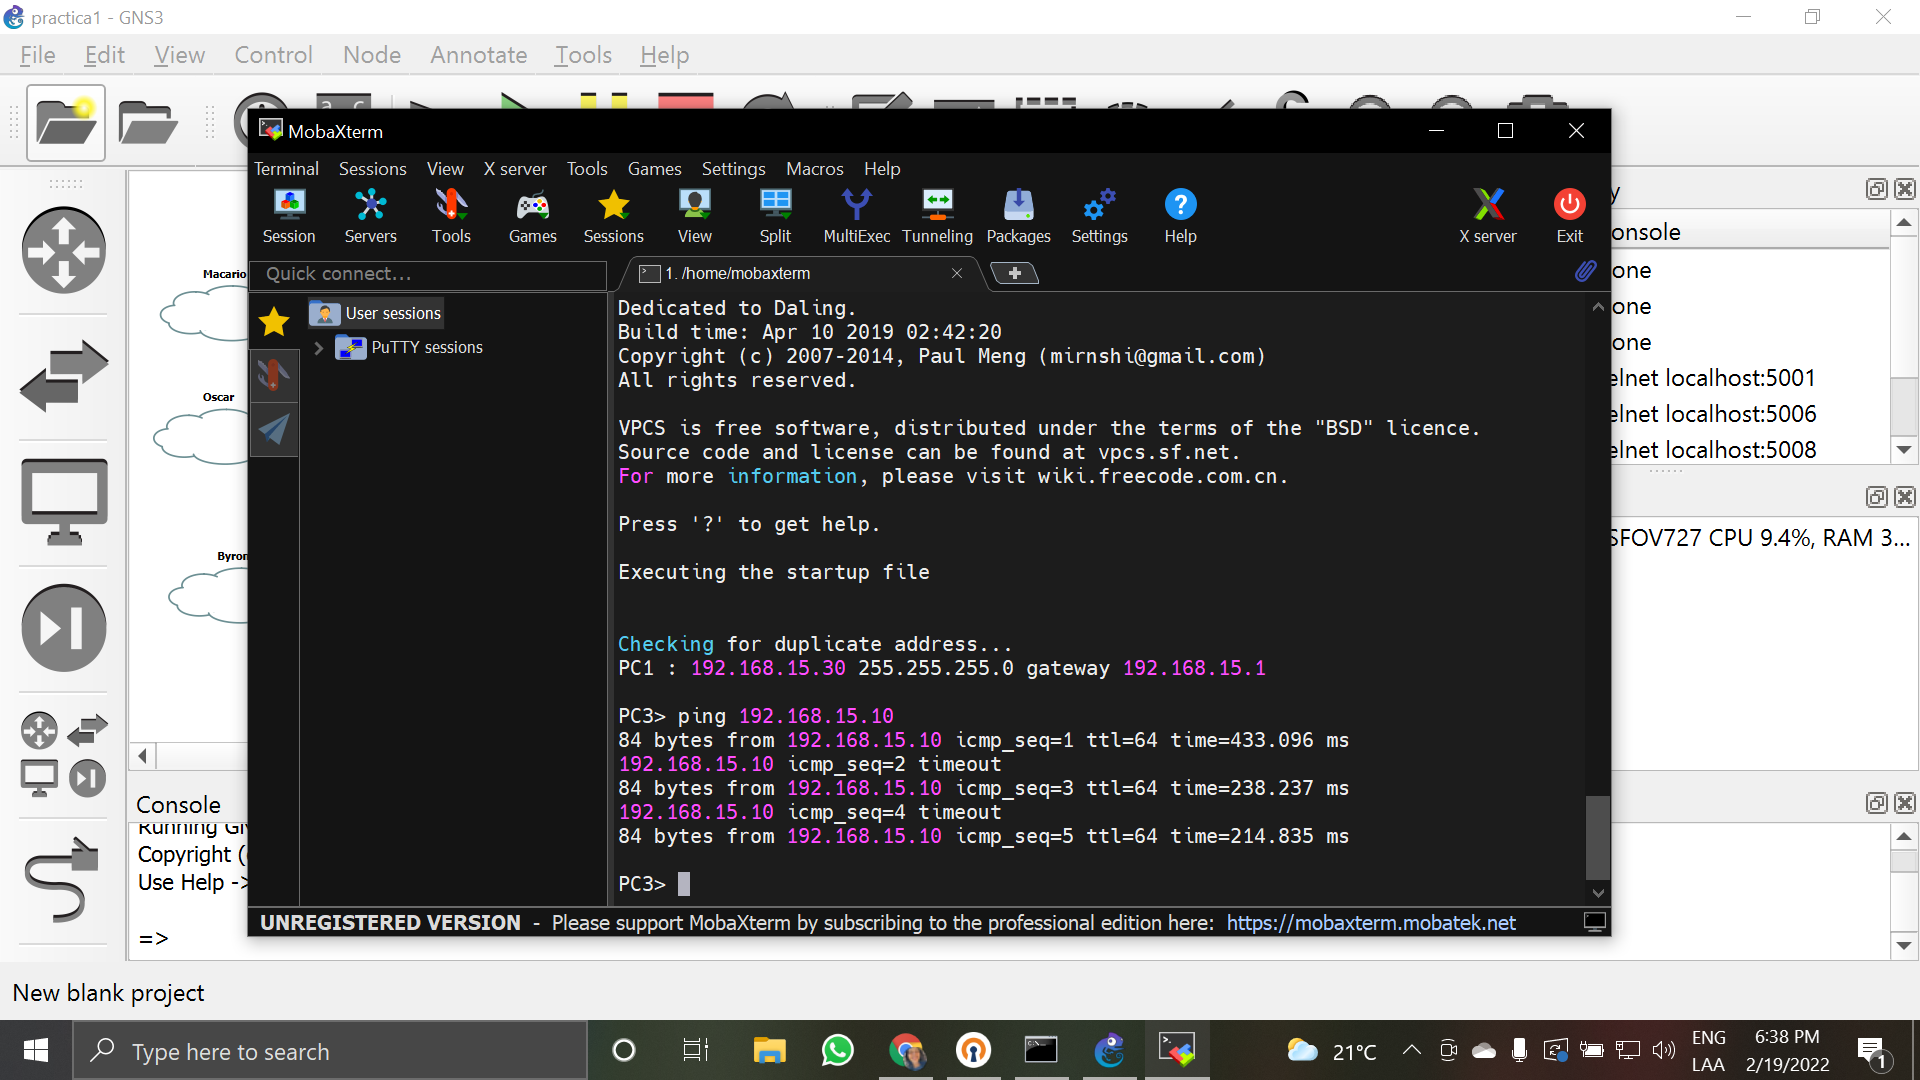 practica1 - GNS3
File Edit View Control Node Annotate Tools Help
MobaXterm
Terminal Sessions View X server Tools Games Settings Macros Help
Session Servers Tools Games Sessions View Split MultiExec Tunneling Packages Settings Help X server Exit
Quick connect...
1. /home/mobaxterm
User sessions
PuTTY sessions
Macario
Oscar
Byron
Dedicated to Daling.
Build time: Apr 10 2019 02:42:20
Copyright (c) 2007-2014, Paul Meng (mirnshi@gmail.com)
All rights reserved.
VPCS is free software, distributed under the terms of the "BSD" licence.
Source code and license can be found at vpcs.sf.net.
For more information, please visit wiki.freecode.com.cn.
Press '?' to get help.
Executing the startup file
Checking for duplicate address...
PC1 : 192.168.15.30 255.255.255.0 gateway 192.168.15.1
PC3> ping 192.168.15.10
84 bytes from 192.168.15.10 icmp_seq=1 ttl=64 time=433.096 ms
192.168.15.10 icmp_seq=2 timeout
84 bytes from 192.168.15.10 icmp_seq=3 ttl=64 time=238.237 ms
192.168.15.10 icmp_seq=4 timeout
84 bytes from 192.168.15.10 icmp_seq=5 ttl=64 time=214.835 ms
PC3>
UNREGISTERED VERSION - Please support MobaXterm by subscribing to the professional edition here: https://mobaxterm.mobatek.net
y
onsole
one
one
one
elnet localhost:5001
elnet localhost:5006
elnet localhost:5008
SFOV727 CPU 9.4%, RAM 3...
Console
Running GN
Copyright (
Use Help ->
=>
New blank project
Type here to search
21°C
ENG
LAA
6:38 PM
2/19/2022
1